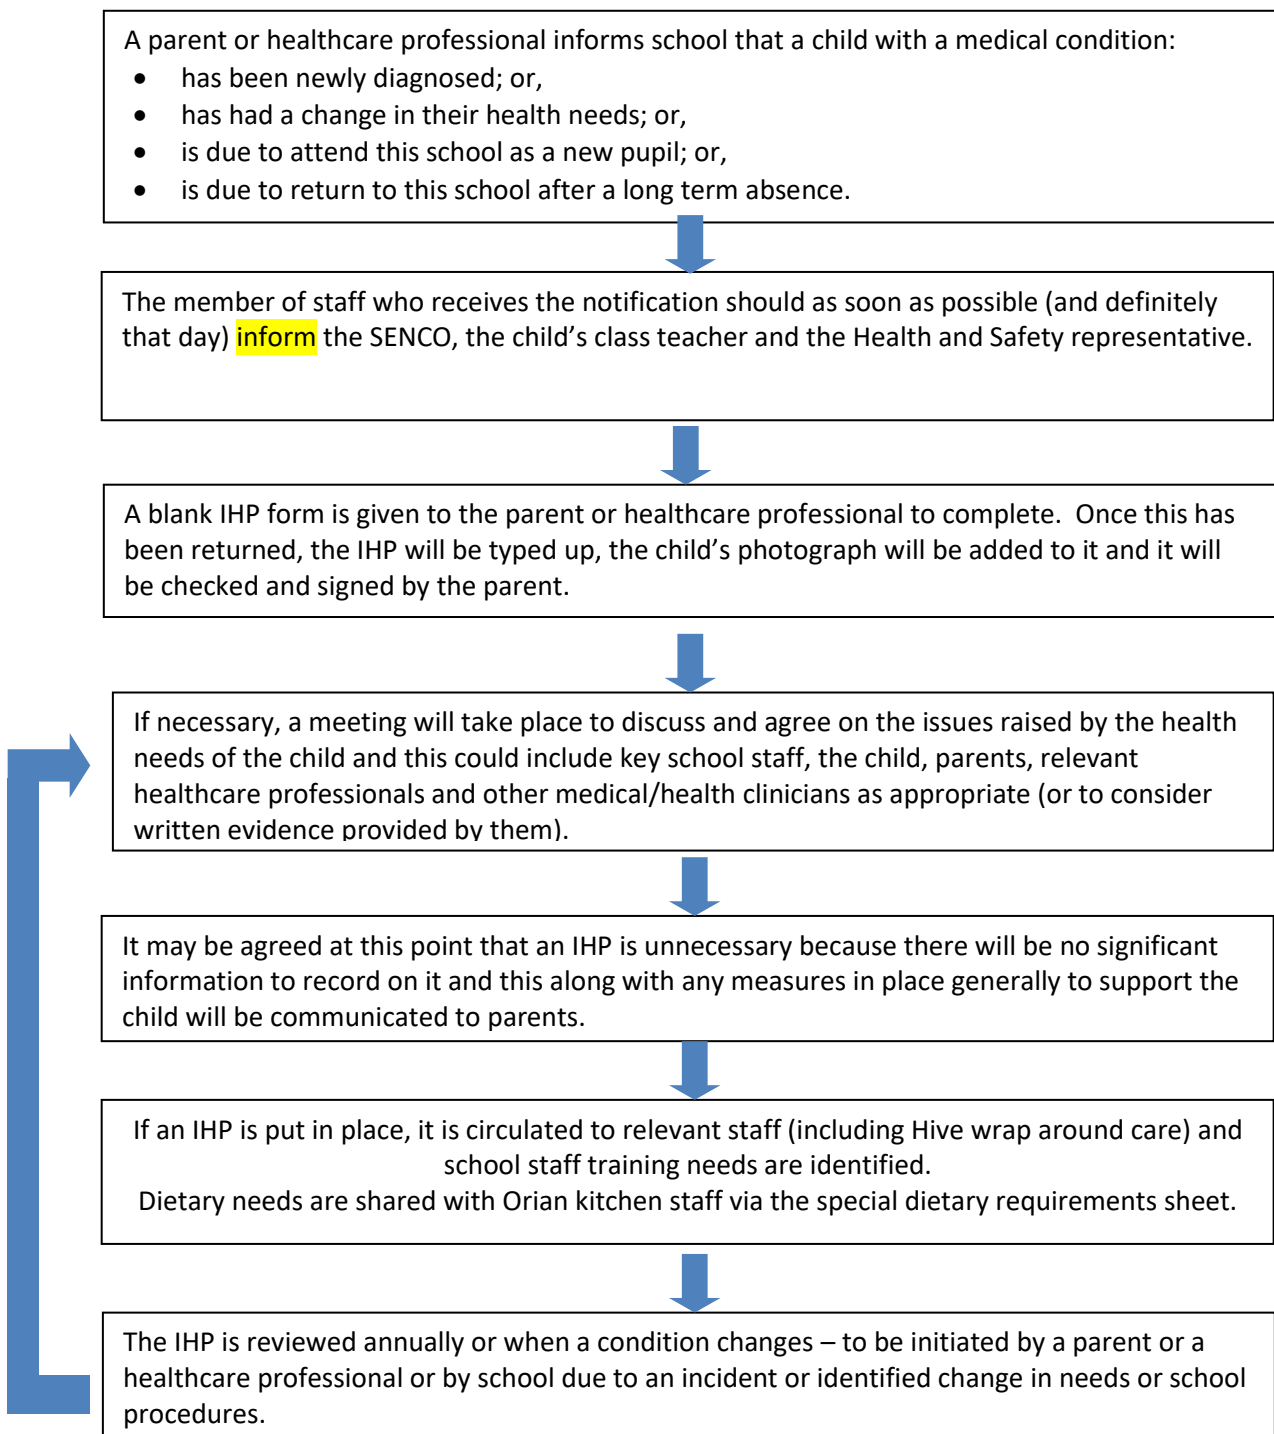 A parent or healthcare professional informs school that a child with a medical condition:
• has been newly diagnosed; or,
• has had a change in their health needs; or,
• is due to attend this school as a new pupil; or,
• is due to return to this school after a long term absence.
The member of staff who receives the notification should as soon as possible (and definitely
that day) inform the SENCO, the child’s class teacher and the Health and Safety representative.
A blank IHP form is given to the parent or healthcare professional to complete.  Once this has
been returned, the IHP will be typed up, the child’s photograph will be added to it and it will
be checked and signed by the parent.
If necessary, a meeting will take place to discuss and agree on the issues raised by the health
needs of the child and this could include key school staff, the child, parents, relevant
healthcare professionals and other medical/health clinicians as appropriate (or to consider
written evidence provided by them).
It may be agreed at this point that an IHP is unnecessary because there will be no significant
information to record on it and this along with any measures in place generally to support the
child will be communicated to parents.
If an IHP is put in place, it is circulated to relevant staff (including Hive wrap around care) and
school staff training needs are identified.
Dietary needs are shared with Orian kitchen staff via the special dietary requirements sheet.
The IHP is reviewed annually or when a condition changes – to be initiated by a parent or a
healthcare professional or by school due to an incident or identified change in needs or school
procedures.